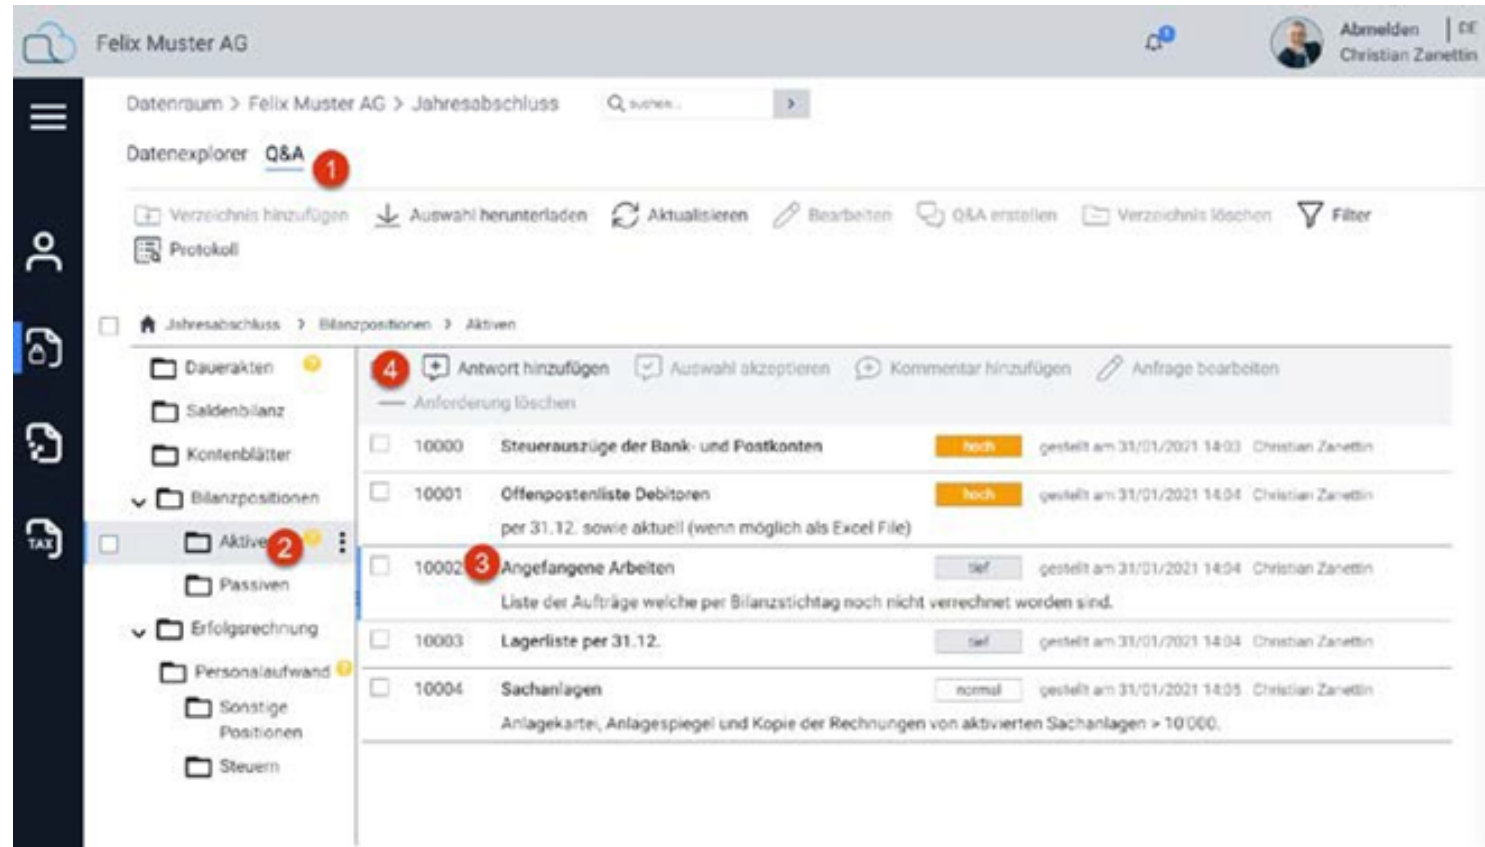 Felix Muster AG
Abmelden | DE
Christian Zanettin
Datenraum > Felix Muster AG > Jahresabschluss suchen...
Datenexplorer Q&A 1
Verzeichnis hinzufügen Auswahl herunterladen Aktualisieren Bearbeiten Q&A erstellen Verzeichnis löschen Filter
Protokoll
Jahresabschluss > Bilanzpositionen > Aktiven
Dauerakten ?
Saldenbilanz
Kontenblätter
Bilanzpositionen
Aktive 2
Passiven
Erfolgsrechnung
Personalaufwand ?
Sonstige
Positionen
Steuern
4 Antwort hinzufügen Auswahl akzeptieren Kommentar hinzufügen Anfrage bearbeiten
Anforderung löschen
10000 Steuerauszüge der Bank- und Postkonten hoch gestellt am 31/01/2021 14:03 Christian Zanettin
10001 Offenpostenliste Debitoren hoch gestellt am 31/01/2021 14:04 Christian Zanettin
per 31.12. sowie aktuell (wenn möglich als Excel File)
10002 3 Angefangene Arbeiten tief gestellt am 31/01/2021 14:04 Christian Zanettin
Liste der Aufträge welche per Bilanzstichtag noch nicht verrechnet worden sind.
10003 Lagerliste per 31.12. tief gestellt am 31/01/2021 14:04 Christian Zanettin
10004 Sachanlagen normal gestellt am 31/01/2021 14:05 Christian Zanettin
Anlagekartei, Anlagespiegel und Kopie der Rechnungen von aktivierten Sachanlagen > 10'000.
TAX